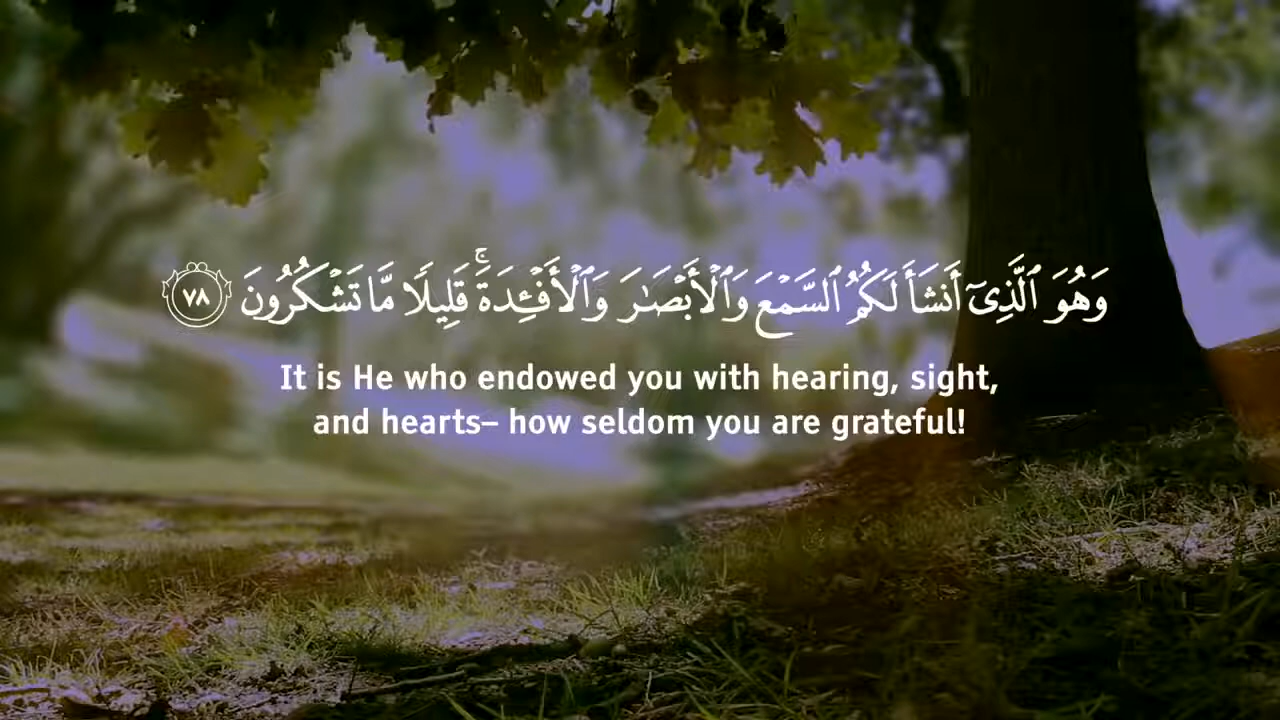 وَهُوَ ٱلَّذِىٓ أَنشَأَ لَكُمُ ٱلسَّمْعَ وَٱلْأَبْصَـٰرَ وَٱلْأَفْـِٔدَةَ ۚ قَلِيلًا مَّا تَشْكُرُونَ ٧٨
It is He who endowed you with hearing, sight,
and hearts– how seldom you are grateful!